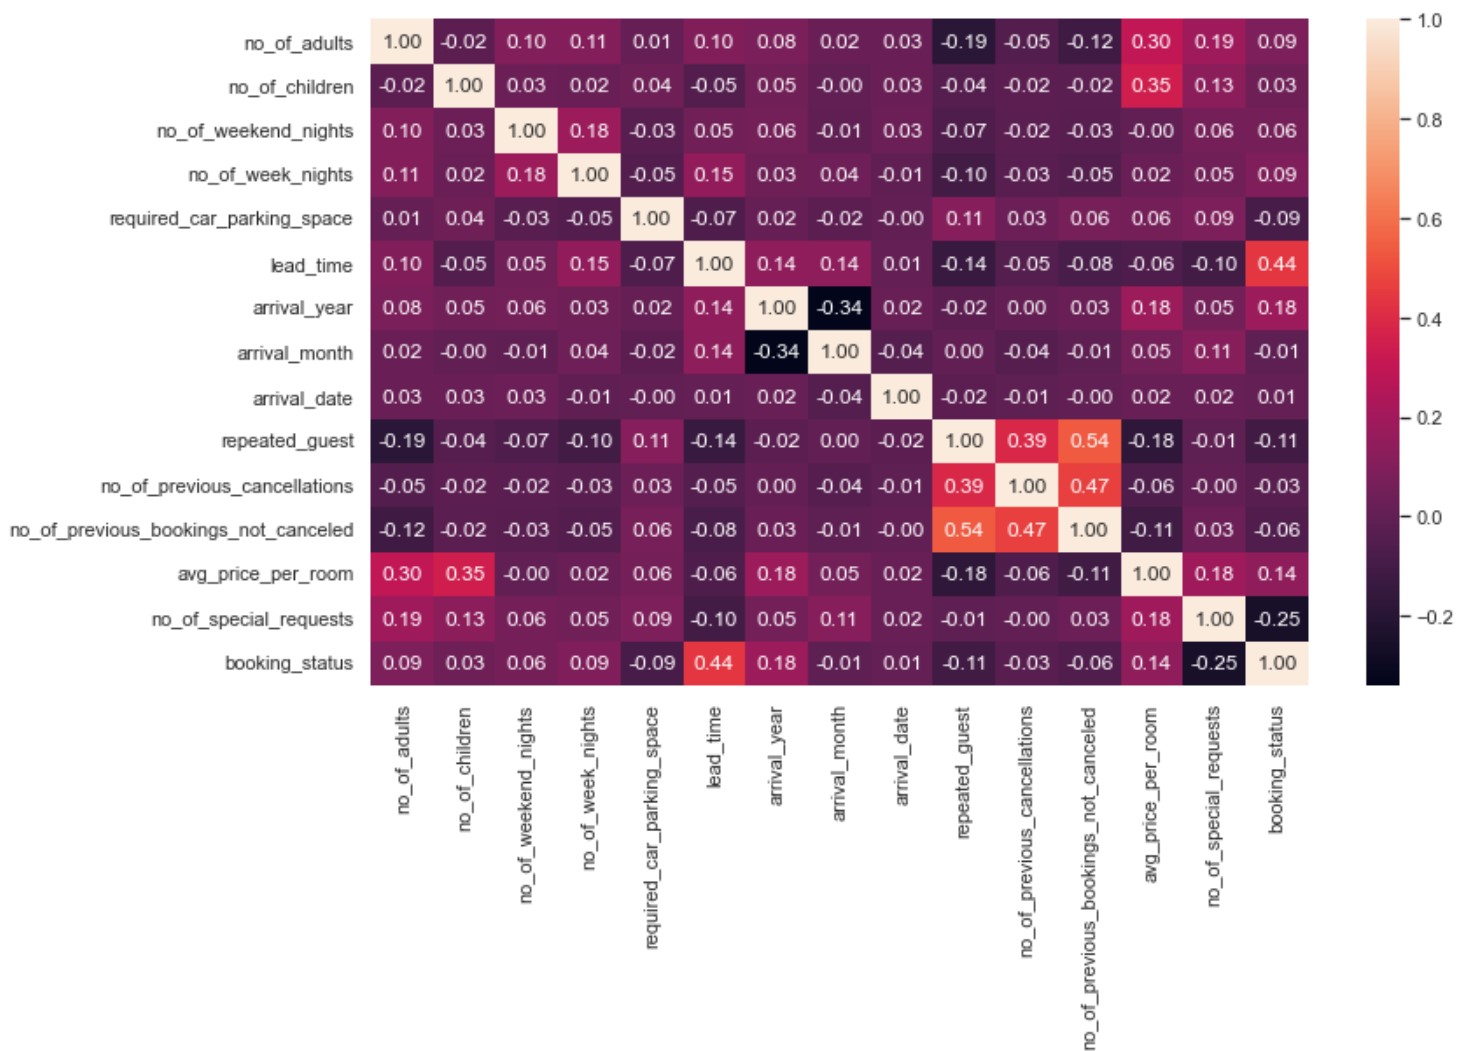 no_of_adults 1.00 -0.02 0.10 0.11 0.01 0.10 0.08 0.02 0.03 -0.19 -0.05 -0.12 0.30 0.19 0.09
no_of_children -0.02 1.00 0.03 0.02 0.04 -0.05 0.05 -0.00 0.03 -0.04 -0.02 -0.02 0.35 0.13 0.03
no_of_weekend_nights 0.10 0.03 1.00 0.18 -0.03 0.05 0.06 -0.01 0.03 -0.07 -0.02 -0.03 -0.00 0.06 0.06
no_of_week_nights 0.11 0.02 0.18 1.00 -0.05 0.15 0.03 0.04 -0.01 -0.10 -0.03 -0.05 0.02 0.05 0.09
required_car_parking_space 0.01 0.04 -0.03 -0.05 1.00 -0.07 0.02 -0.02 -0.00 0.11 0.03 0.06 0.06 0.09 -0.09
lead_time 0.10 -0.05 0.05 0.15 -0.07 1.00 0.14 0.14 0.01 -0.14 -0.05 -0.08 -0.06 -0.10 0.44
arrival_year 0.08 0.05 0.06 0.03 0.02 0.14 1.00 -0.34 0.02 -0.02 0.00 0.03 0.18 0.05 0.18
arrival_month 0.02 -0.00 -0.01 0.04 -0.02 0.14 -0.34 1.00 -0.04 0.00 -0.04 -0.01 0.05 0.11 -0.01
arrival_date 0.03 0.03 0.03 -0.01 -0.00 0.01 0.02 -0.04 1.00 -0.02 -0.01 -0.00 0.02 0.02 0.01
repeated_guest -0.19 -0.04 -0.07 -0.10 0.11 -0.14 -0.02 0.00 -0.02 1.00 0.39 0.54 -0.18 -0.01 -0.11
no_of_previous_cancellations -0.05 -0.02 -0.02 -0.03 0.03 -0.05 0.00 -0.04 -0.01 0.39 1.00 0.47 -0.06 -0.00 -0.03
no_of_previous_bookings_not_canceled -0.12 -0.02 -0.03 -0.05 0.06 -0.08 0.03 -0.01 -0.00 0.54 0.47 1.00 -0.11 0.03 -0.06
avg_price_per_room 0.30 0.35 -0.00 0.02 0.06 -0.06 0.18 0.05 0.02 -0.18 -0.06 -0.11 1.00 0.18 0.14
no_of_special_requests 0.19 0.13 0.06 0.05 0.09 -0.10 0.05 0.11 0.02 -0.01 -0.00 0.03 0.18 1.00 -0.25
booking_status 0.09 0.03 0.06 0.09 -0.09 0.44 0.18 -0.01 0.01 -0.11 -0.03 -0.06 0.14 -0.25 1.00
no_of_adults
no_of_children
no_of_weekend_nights
no_of_week_nights
required_car_parking_space
lead_time
arrival_year
arrival_month
arrival_date
repeated_guest
no_of_previous_cancellations
no_of_previous_bookings_not_canceled
avg_price_per_room
no_of_special_requests
booking_status
1.0
0.8
0.6
0.4
0.2
0.0
−0.2